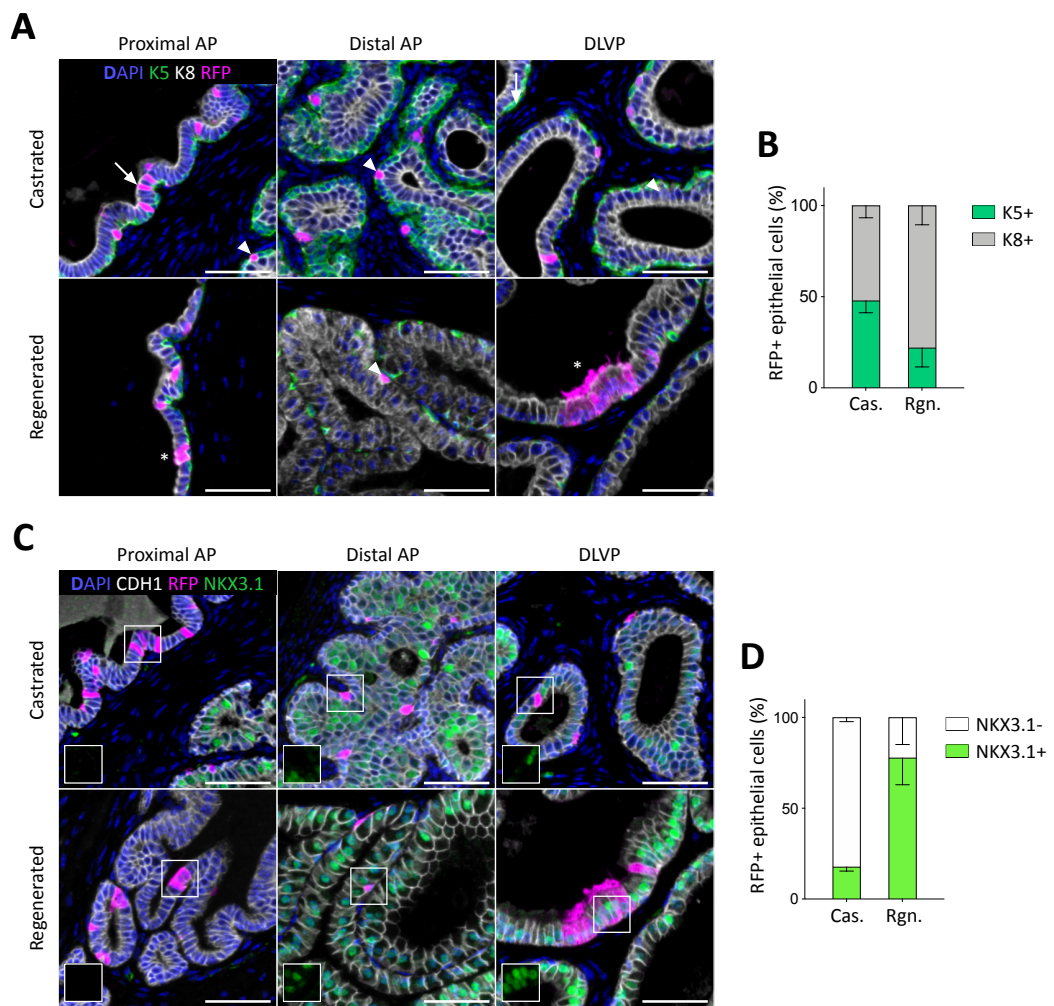 A
Proximal AP
Distal AP
DLVP
DAPI K5 K8 RFP
Castrated
Regenerated
*
*
B
RFP+ epithelial cells (%)
100
50
0
Cas.
Rgn.
K5+
K8+
C
Proximal AP
Distal AP
DLVP
DAPI CDH1 RFP NKX3.1
Castrated
Regenerated
D
RFP+ epithelial cells (%)
100
50
0
Cas.
Rgn.
NKX3.1-
NKX3.1+